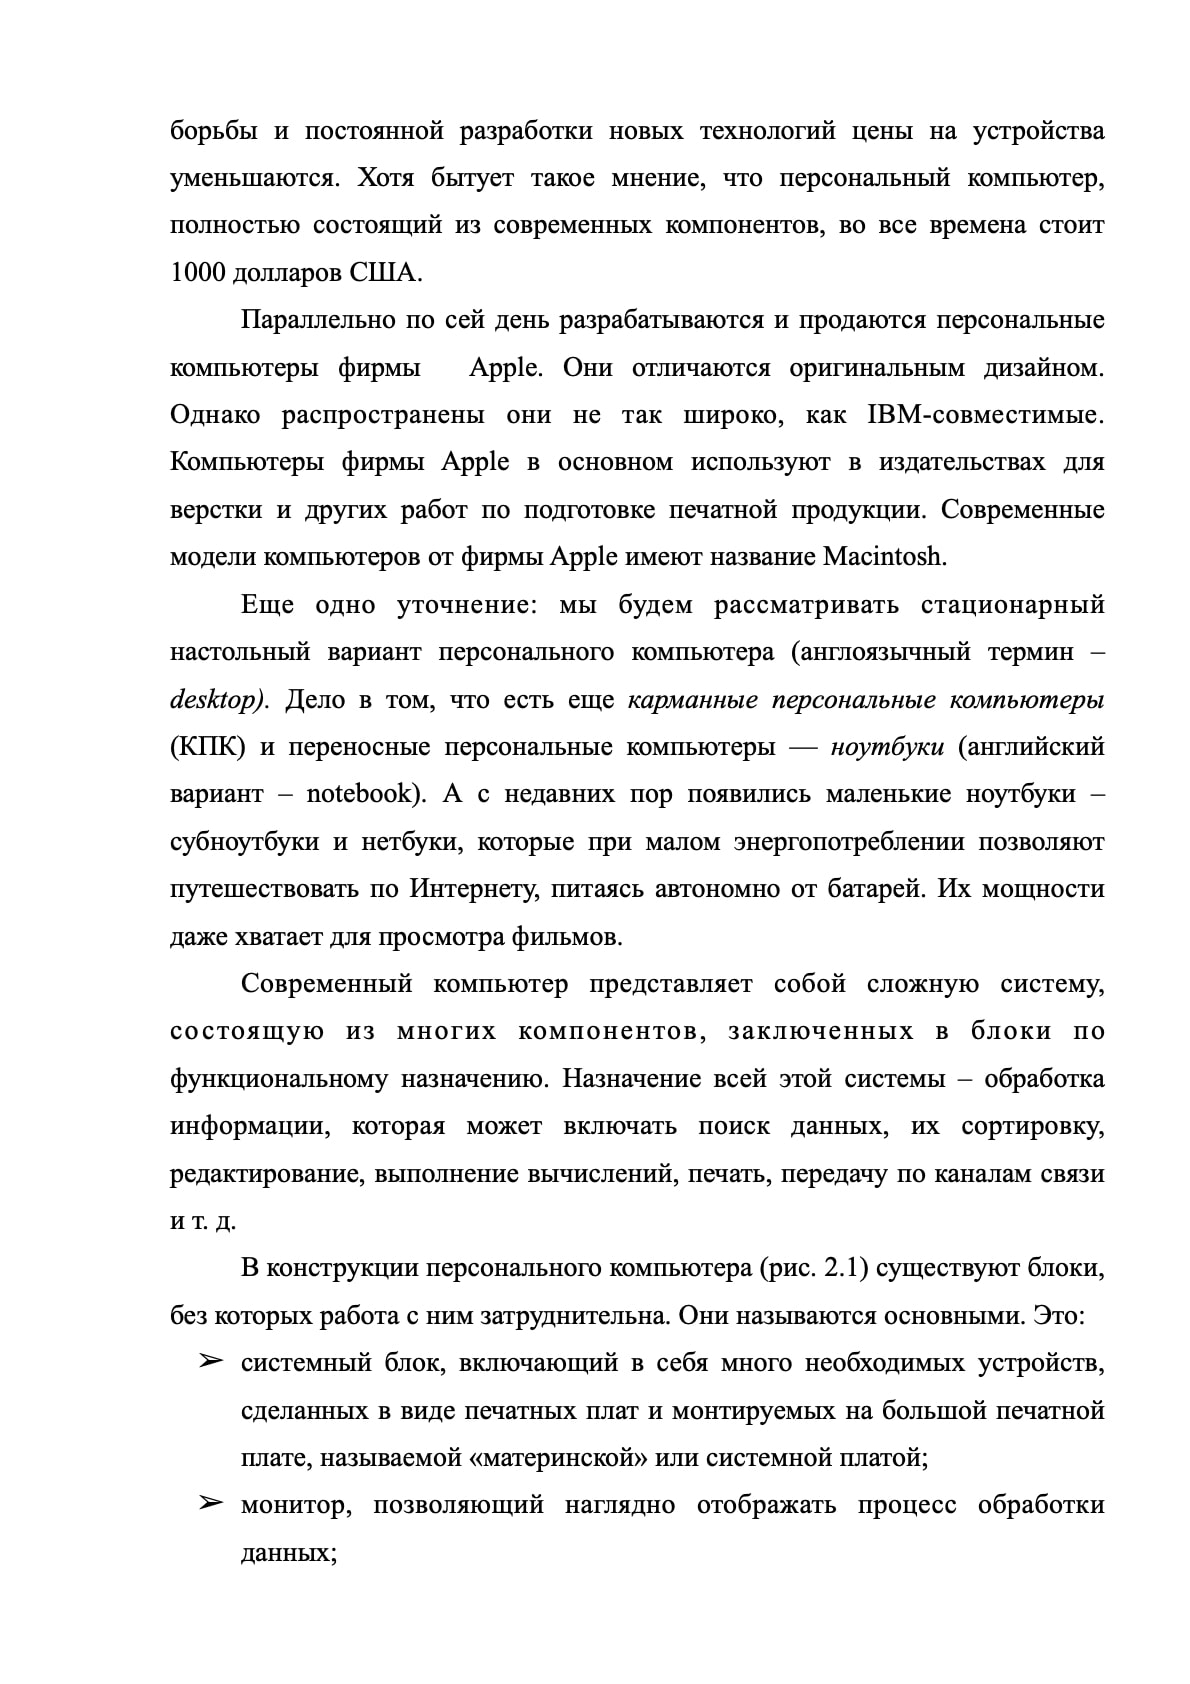 борьбы и постоянной разработки новых технологий цены на устройства
уменьшаются. Хотя бытует такое мнение, что персональный компьютер,
полностью состоящий из современных компонентов, во все времена стоит
1000 долларов США.
Параллельно по сей день разрабатываются и продаются персональные
компьютеры фирмы Apple. Они отличаются оригинальным дизайном.
Однако распространены они не так широко, как IBM-совместимые.
Компьютеры фирмы Apple в основном используют в издательствах для
верстки и других работ по подготовке печатной продукции. Современные
модели компьютеров от фирмы Apple имеют название Macintosh.
Еще одно уточнение: мы будем рассматривать стационарный
настольный вариант персонального компьютера (англоязычный термин –
desktop). Дело в том, что есть еще карманные персональные компьютеры
(КПК) и переносные персональные компьютеры — ноутбуки (английский
вариант – notebook). А с недавних пор появились маленькие ноутбуки –
субноутбуки и нетбуки, которые при малом энергопотреблении позволяют
путешествовать по Интернету, питаясь автономно от батарей. Их мощности
даже хватает для просмотра фильмов.
Современный компьютер представляет собой сложную систему,
состоящую из многих компонентов, заключенных в блоки по
функциональному назначению. Назначение всей этой системы – обработка
информации, которая может включать поиск данных, их сортировку,
редактирование, выполнение вычислений, печать, передачу по каналам связи
и т. д.
В конструкции персонального компьютера (рис. 2.1) существуют блоки,
без которых работа с ним затруднительна. Они называются основными. Это:
➢ системный блок, включающий в себя много необходимых устройств,
сделанных в виде печатных плат и монтируемых на большой печатной
плате, называемой «материнской» или системной платой;
➢ монитор, позволяющий наглядно отображать процесс обработки
данных;